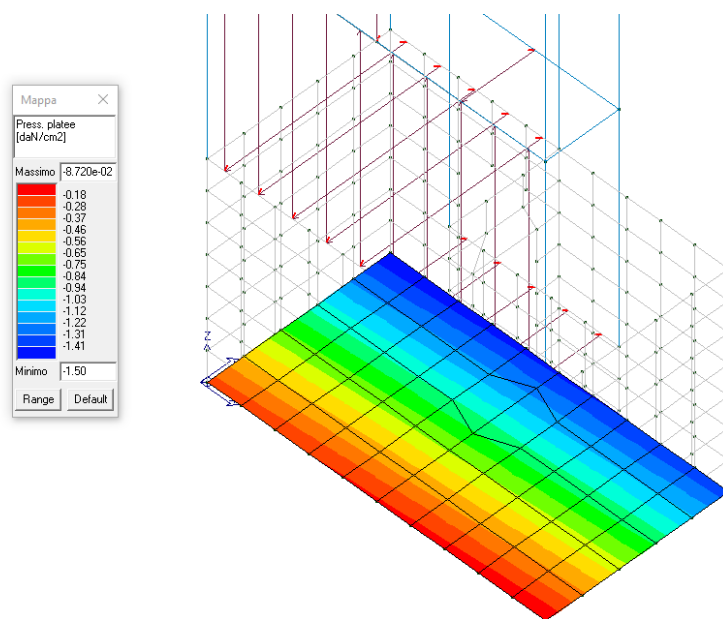 Mappa
Press. platee
[daN/cm2]
Massimo -8.720e-02
-0.18
-0.28
-0.37
-0.46
-0.56
-0.65
-0.75
-0.84
-0.94
-1.03
-1.12
-1.22
-1.31
-1.41
Minimo -1.50
Range Default
Z